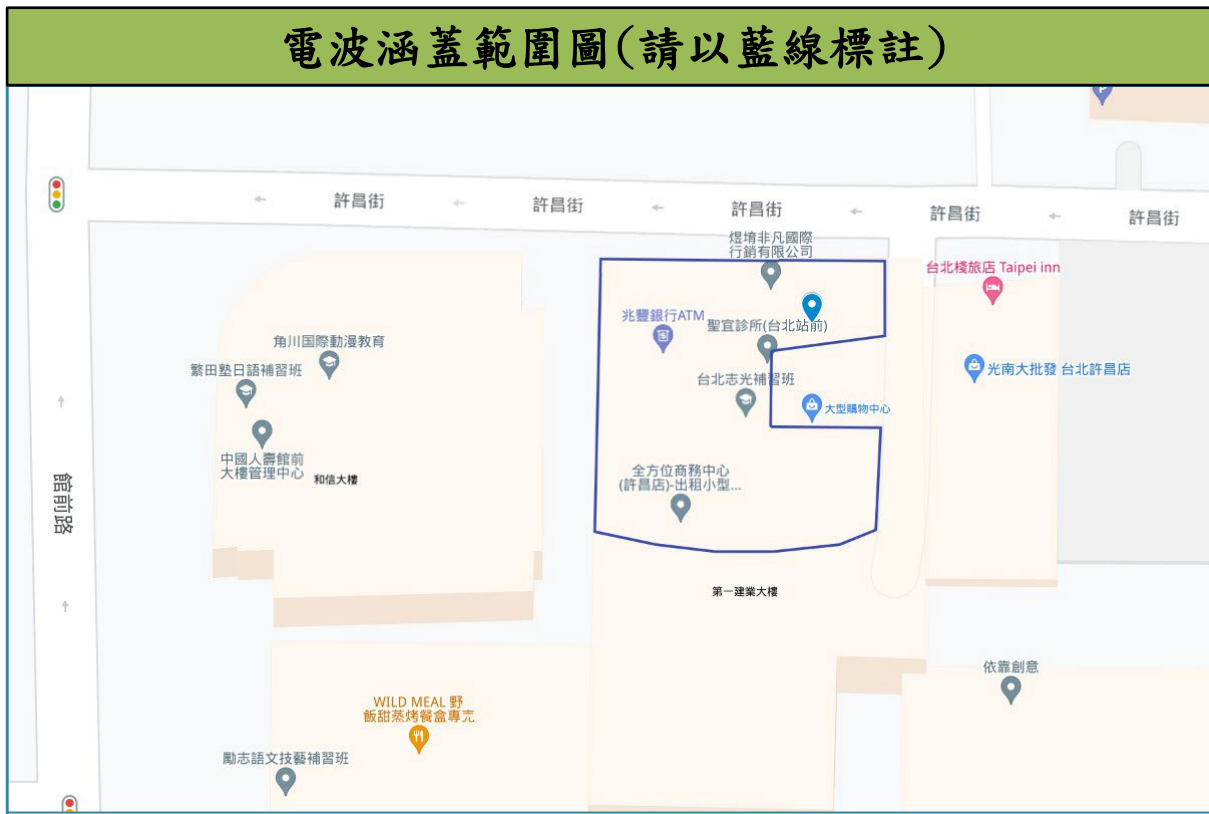 電波涵蓋範圍圖(請以藍線標註)
P
許昌街
許昌街
許昌街
許昌街
許昌街
煜堉非凡國際
行銷有限公司
台北棧旅店 Taipei inn
兆豐銀行ATM
聖宜診所(台北站前)
角川国際動漫教育
繁田塾日語補習班
台北志光補習班
光南大批發 台北許昌店
大型購物中心
中國人壽館前
大樓管理中心
和信大樓
全方位商務中心
(許昌店)-出租小型...
館前路
第一建業大樓
依靠創意
WILD MEAL 野
飯甜蒸烤餐盒專売
勵志語文技藝補習班